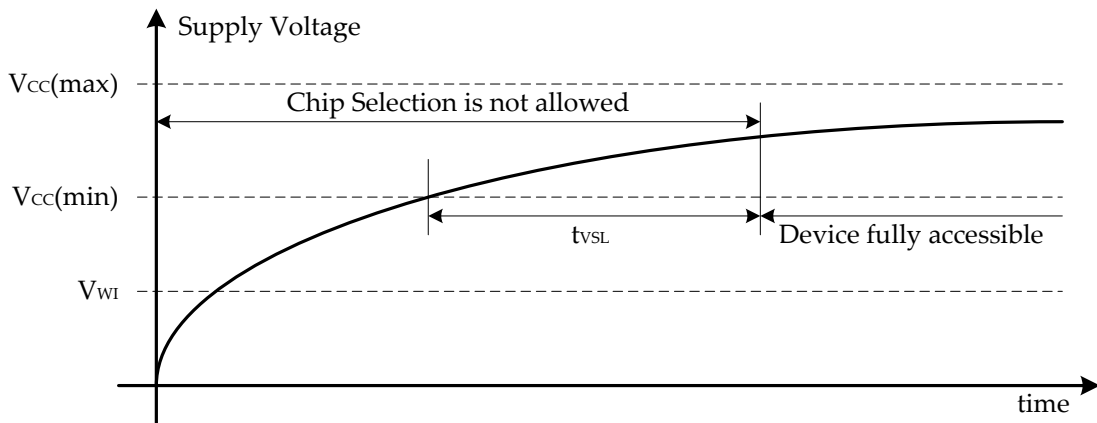 Supply Voltage
VCC(max)
Chip Selection is not allowed
VCC(min)
tVSL
Device fully accessible
VWI
time